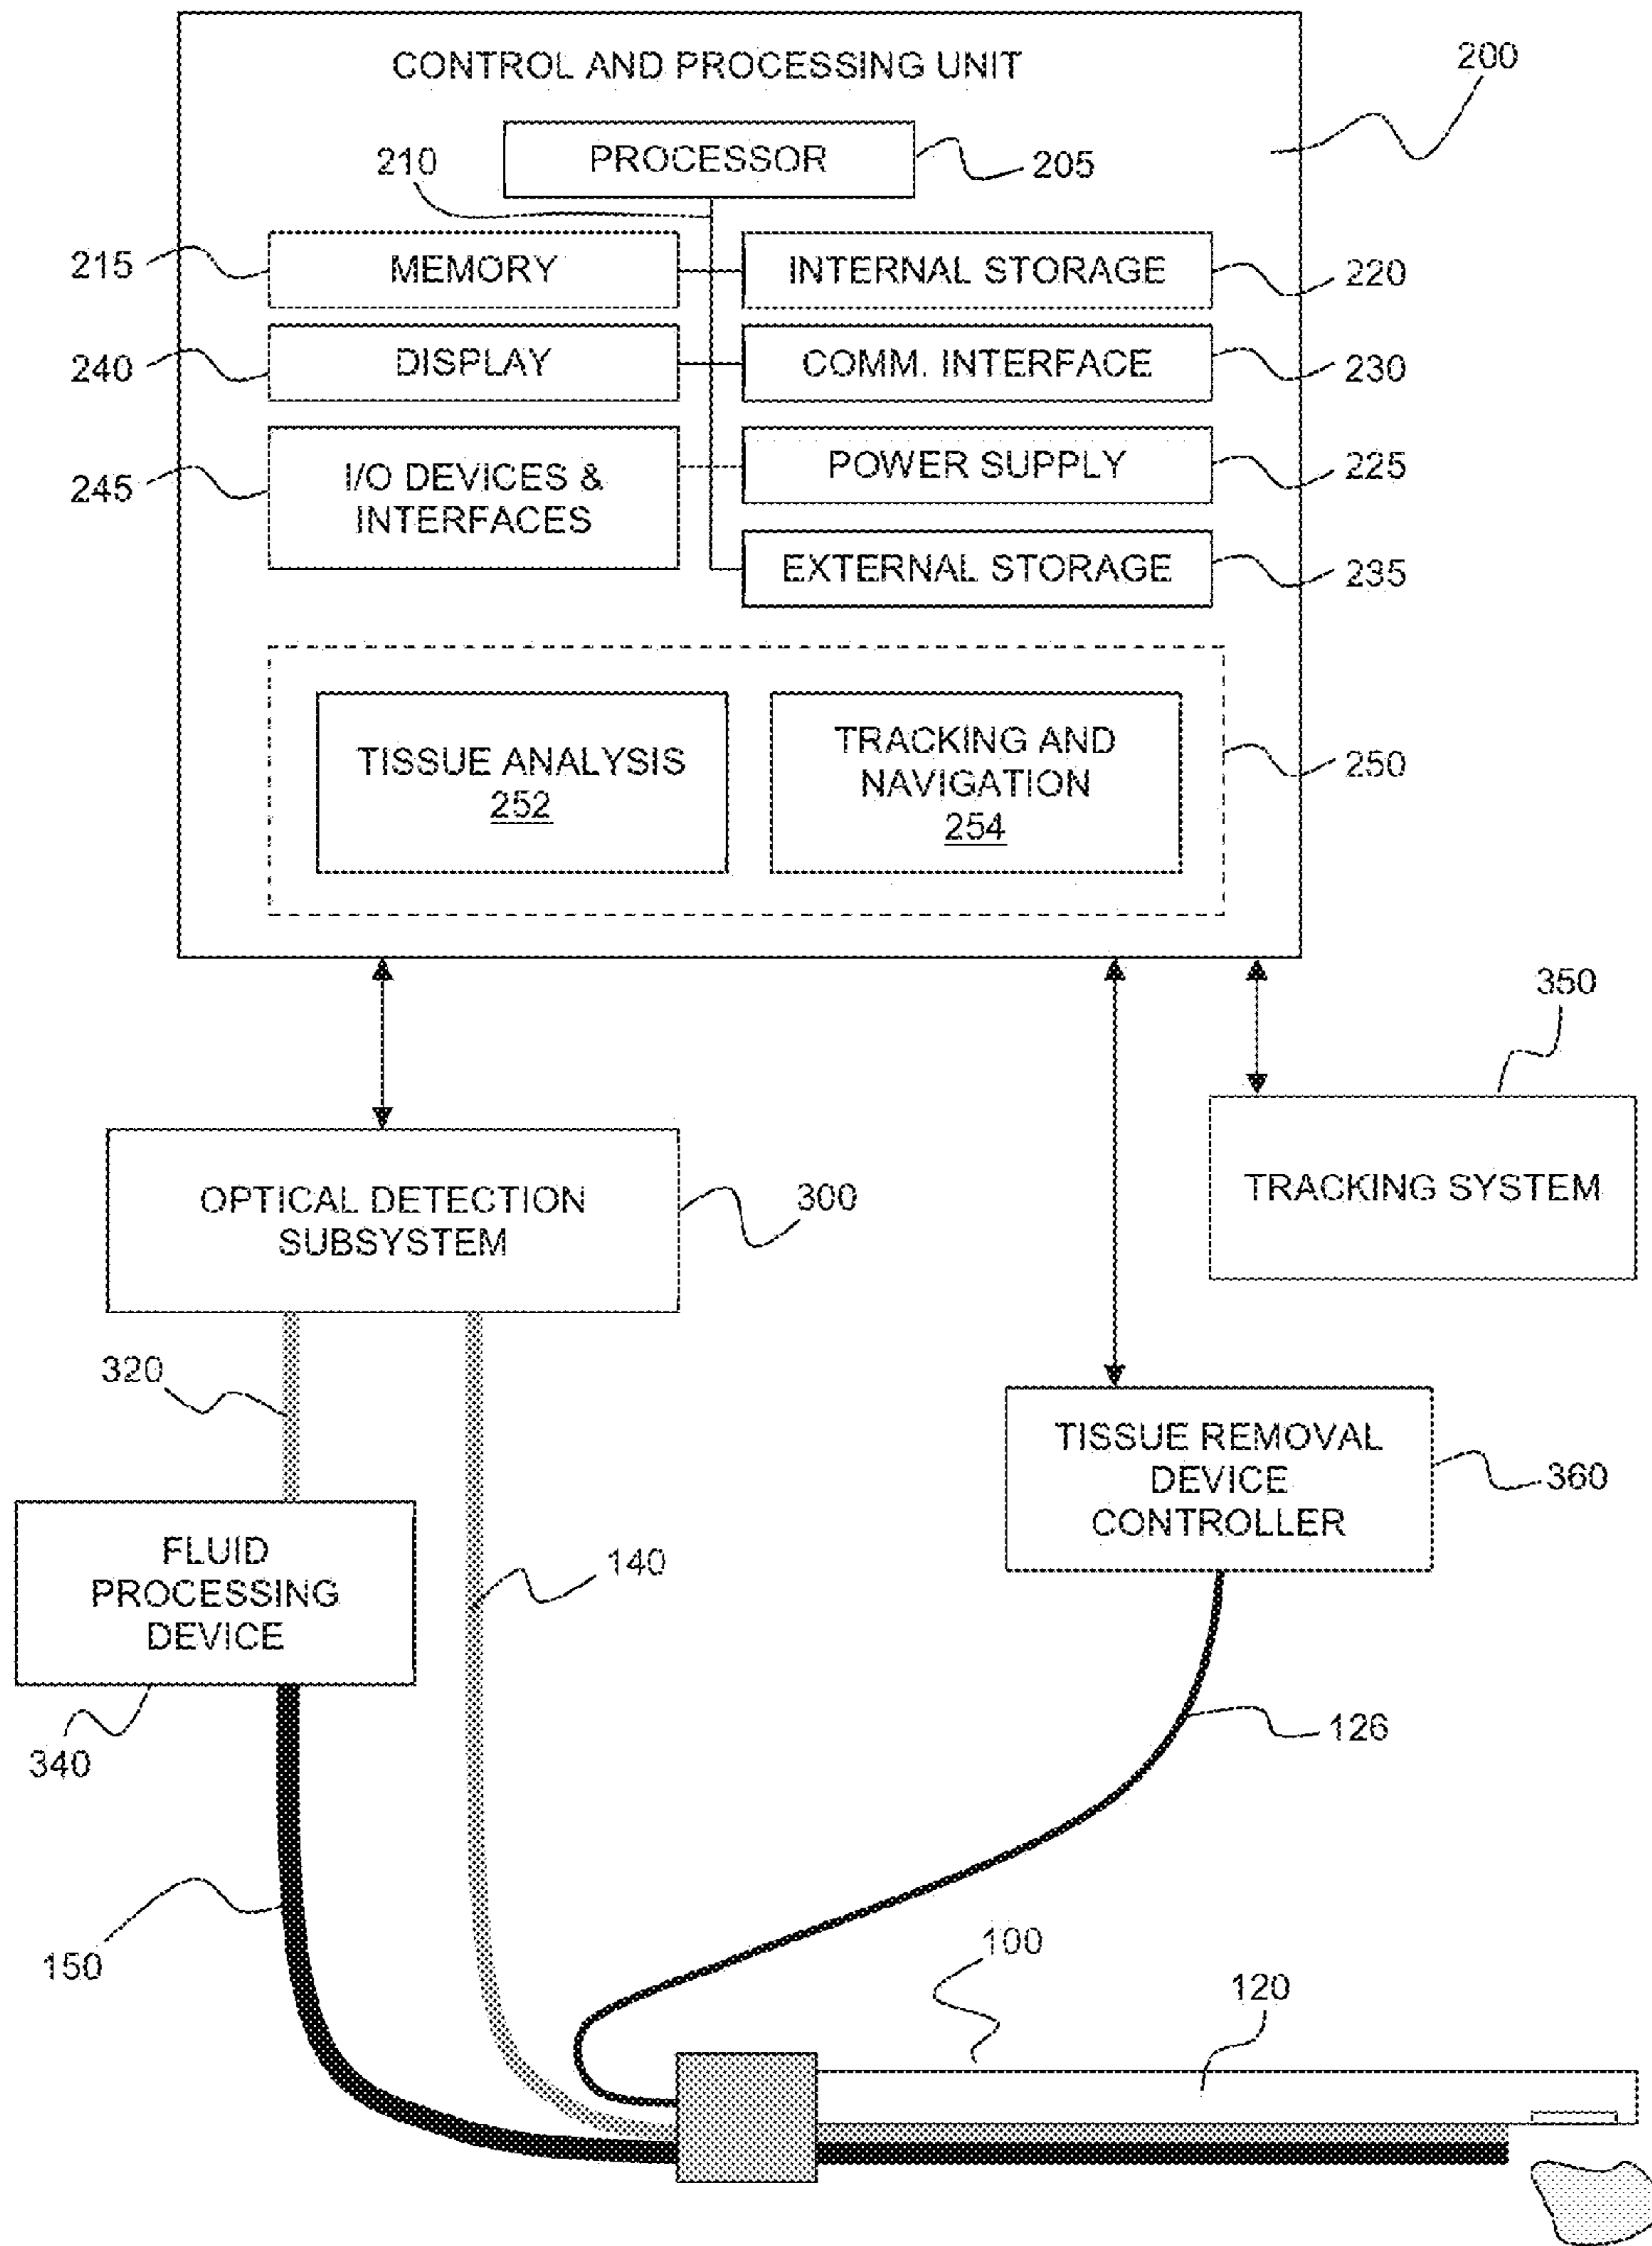 CONTROL AND PROCESSING UNIT
200
PROCESSOR
210
205
MEMORY
INTERNAL STORAGE
215
220
DISPLAY
COMM. INTERFACE
240
230
I/O DEVICES &
INTERFACES
POWER SUPPLY
245
225
EXTERNAL STORAGE
235
TISSUE ANALYSIS
252
TRACKING AND
NAVIGATION
254
250
350
TRACKING SYSTEM
OPTICAL DETECTION
SUBSYSTEM
300
320
TISSUE REMOVAL
DEVICE
CONTROLLER
360
FLUID
PROCESSING
DEVICE
140
340
126
150
100
120